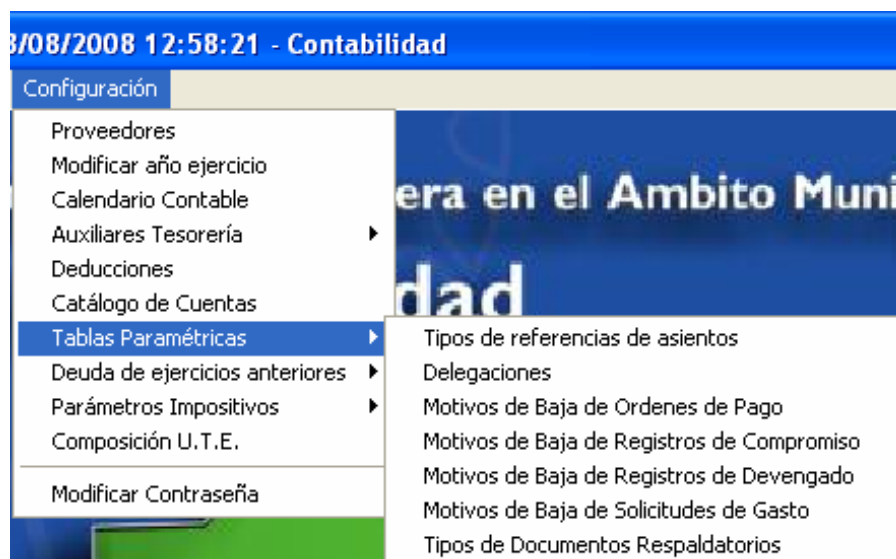 /08/2008 12:58:21 - Contabilidad
Configuración
Proveedores
Modificar año ejercicio
Calendario Contable
Auxiliares Tesorería
Deducciones
Catálogo de Cuentas
Tablas Paramétricas
Deuda de ejercicios anteriores
Parámetros Impositivos
Composición U.T.E.
Modificar Contraseña
era en el Ambito Muni
dad
Tipos de referencias de asientos
Delegaciones
Motivos de Baja de Ordenes de Pago
Motivos de Baja de Registros de Compromiso
Motivos de Baja de Registros de Devengado
Motivos de Baja de Solicitudes de Gasto
Tipos de Documentos Respaldatorios